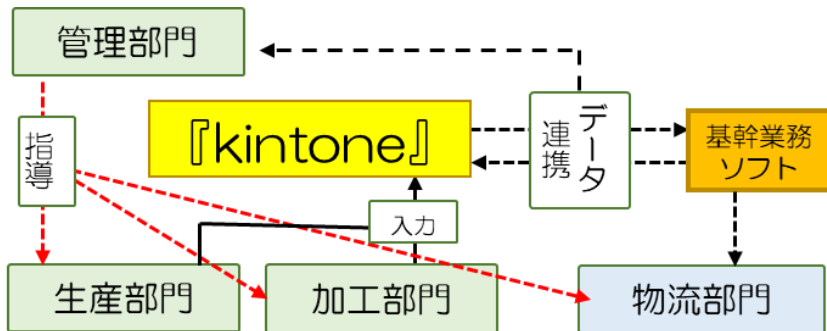 管理部門
『kintone』
データ
連携
基幹業務
ソフト
指導
入力
生産部門
加工部門
物流部門